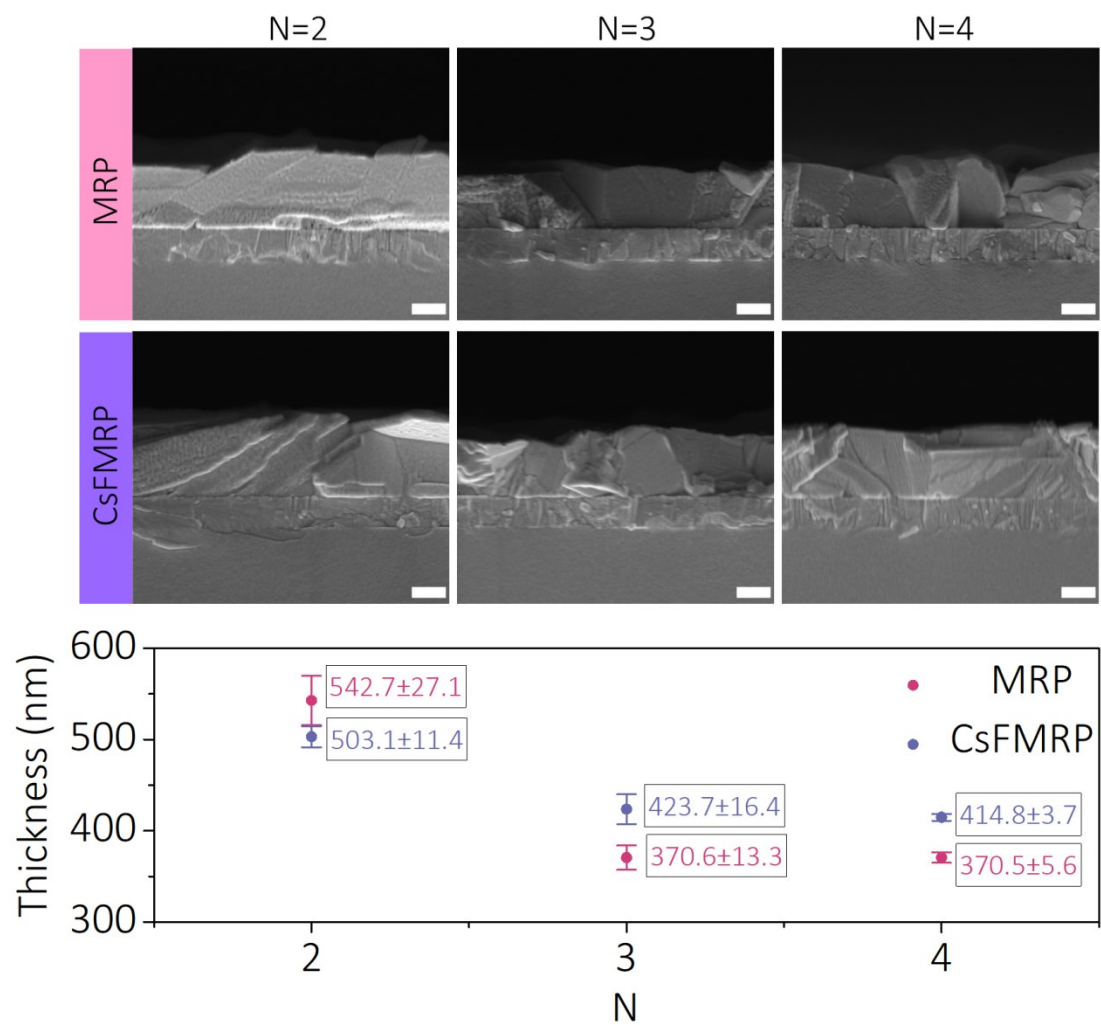 N=2
N=3
N=4
MRP
CsFMRP
Thickness (nm)
600
500
400
300
542.7±27.1
503.1±11.4
423.7±16.4
370.6±13.3
414.8±3.7
370.5±5.6
MRP
CsFMRP
2
3
4
N